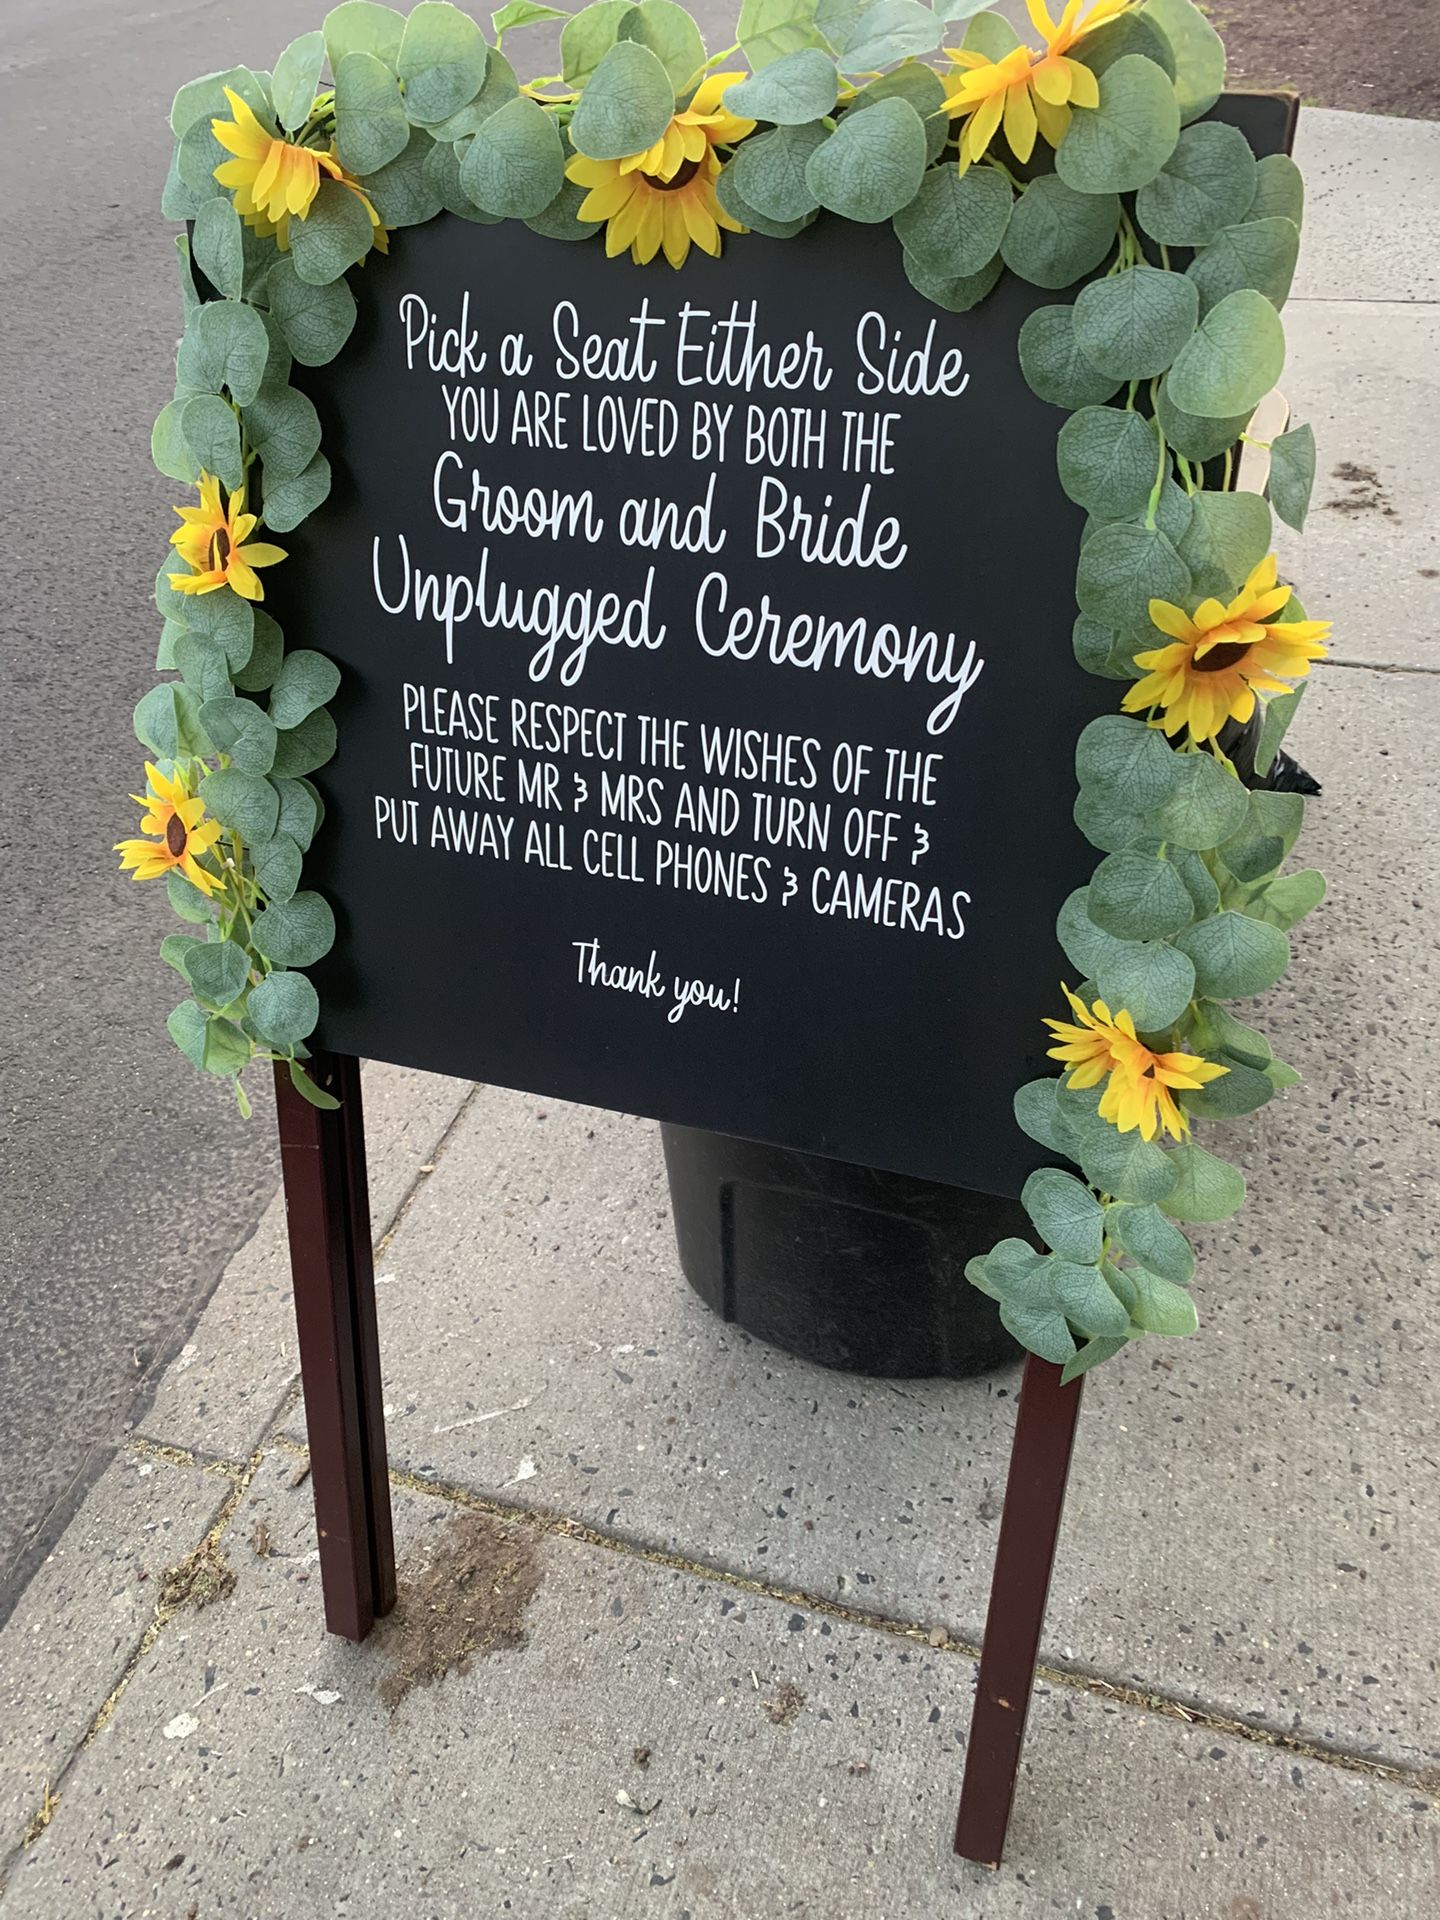 Pick a Seat Either Side
YOU ARE LOVED BY BOTH THE
Groom and Bride
Unplugged Ceremony
PLEASE RESPECT THE WISHES OF THE
FUTURE MR & MRS AND TURN OFF &
PUT AWAY ALL CELL PHONES & CAMERAS
Thank you!